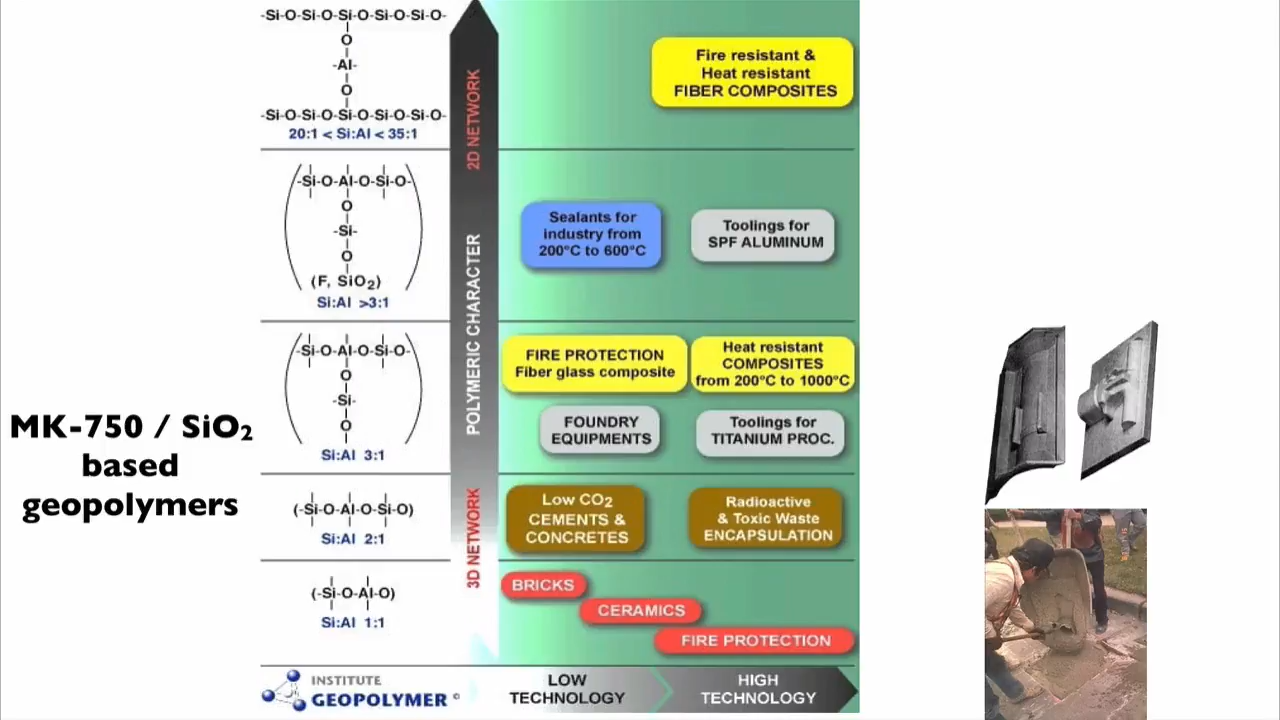 MK-750 / SiO₂
based
geopolymers
-Si-O-Si-O-Si-O-Si-O-Si-O-
O
-Al-
O
-Si-O-Si-O-Si-O-Si-O-Si-O-
20:1 < Si:Al < 35:1
-Si-O-Al-O-Si-O-
O
-Si-
O
(F, SiO₂)
Si:Al >3:1
-Si-O-Al-O-Si-O-
O
-Si-
O
Si:Al 3:1
(-Si-O-Al-O-Si-O)
Si:Al 2:1
(-Si-O-Al-O)
Si:Al 1:1
2D NETWORK
POLYMERIC CHARACTER
3D NETWORK
Fire resistant &
Heat resistant
FIBER COMPOSITES
Sealants for
industry from
200°C to 600°C
Toolings for
SPF ALUMINUM
FIRE PROTECTION
Fiber glass composite
Heat resistant
COMPOSITES
from 200°C to 1000°C
FOUNDRY
EQUIPMENTS
Toolings for
TITANIUM PROC.
Low CO₂
CEMENTS &
CONCRETES
Radioactive
& Toxic Waste
ENCAPSULATION
BRICKS
CERAMICS
FIRE PROTECTION
INSTITUTE
GEOPOLYMER ©
LOW
TECHNOLOGY
HIGH
TECHNOLOGY